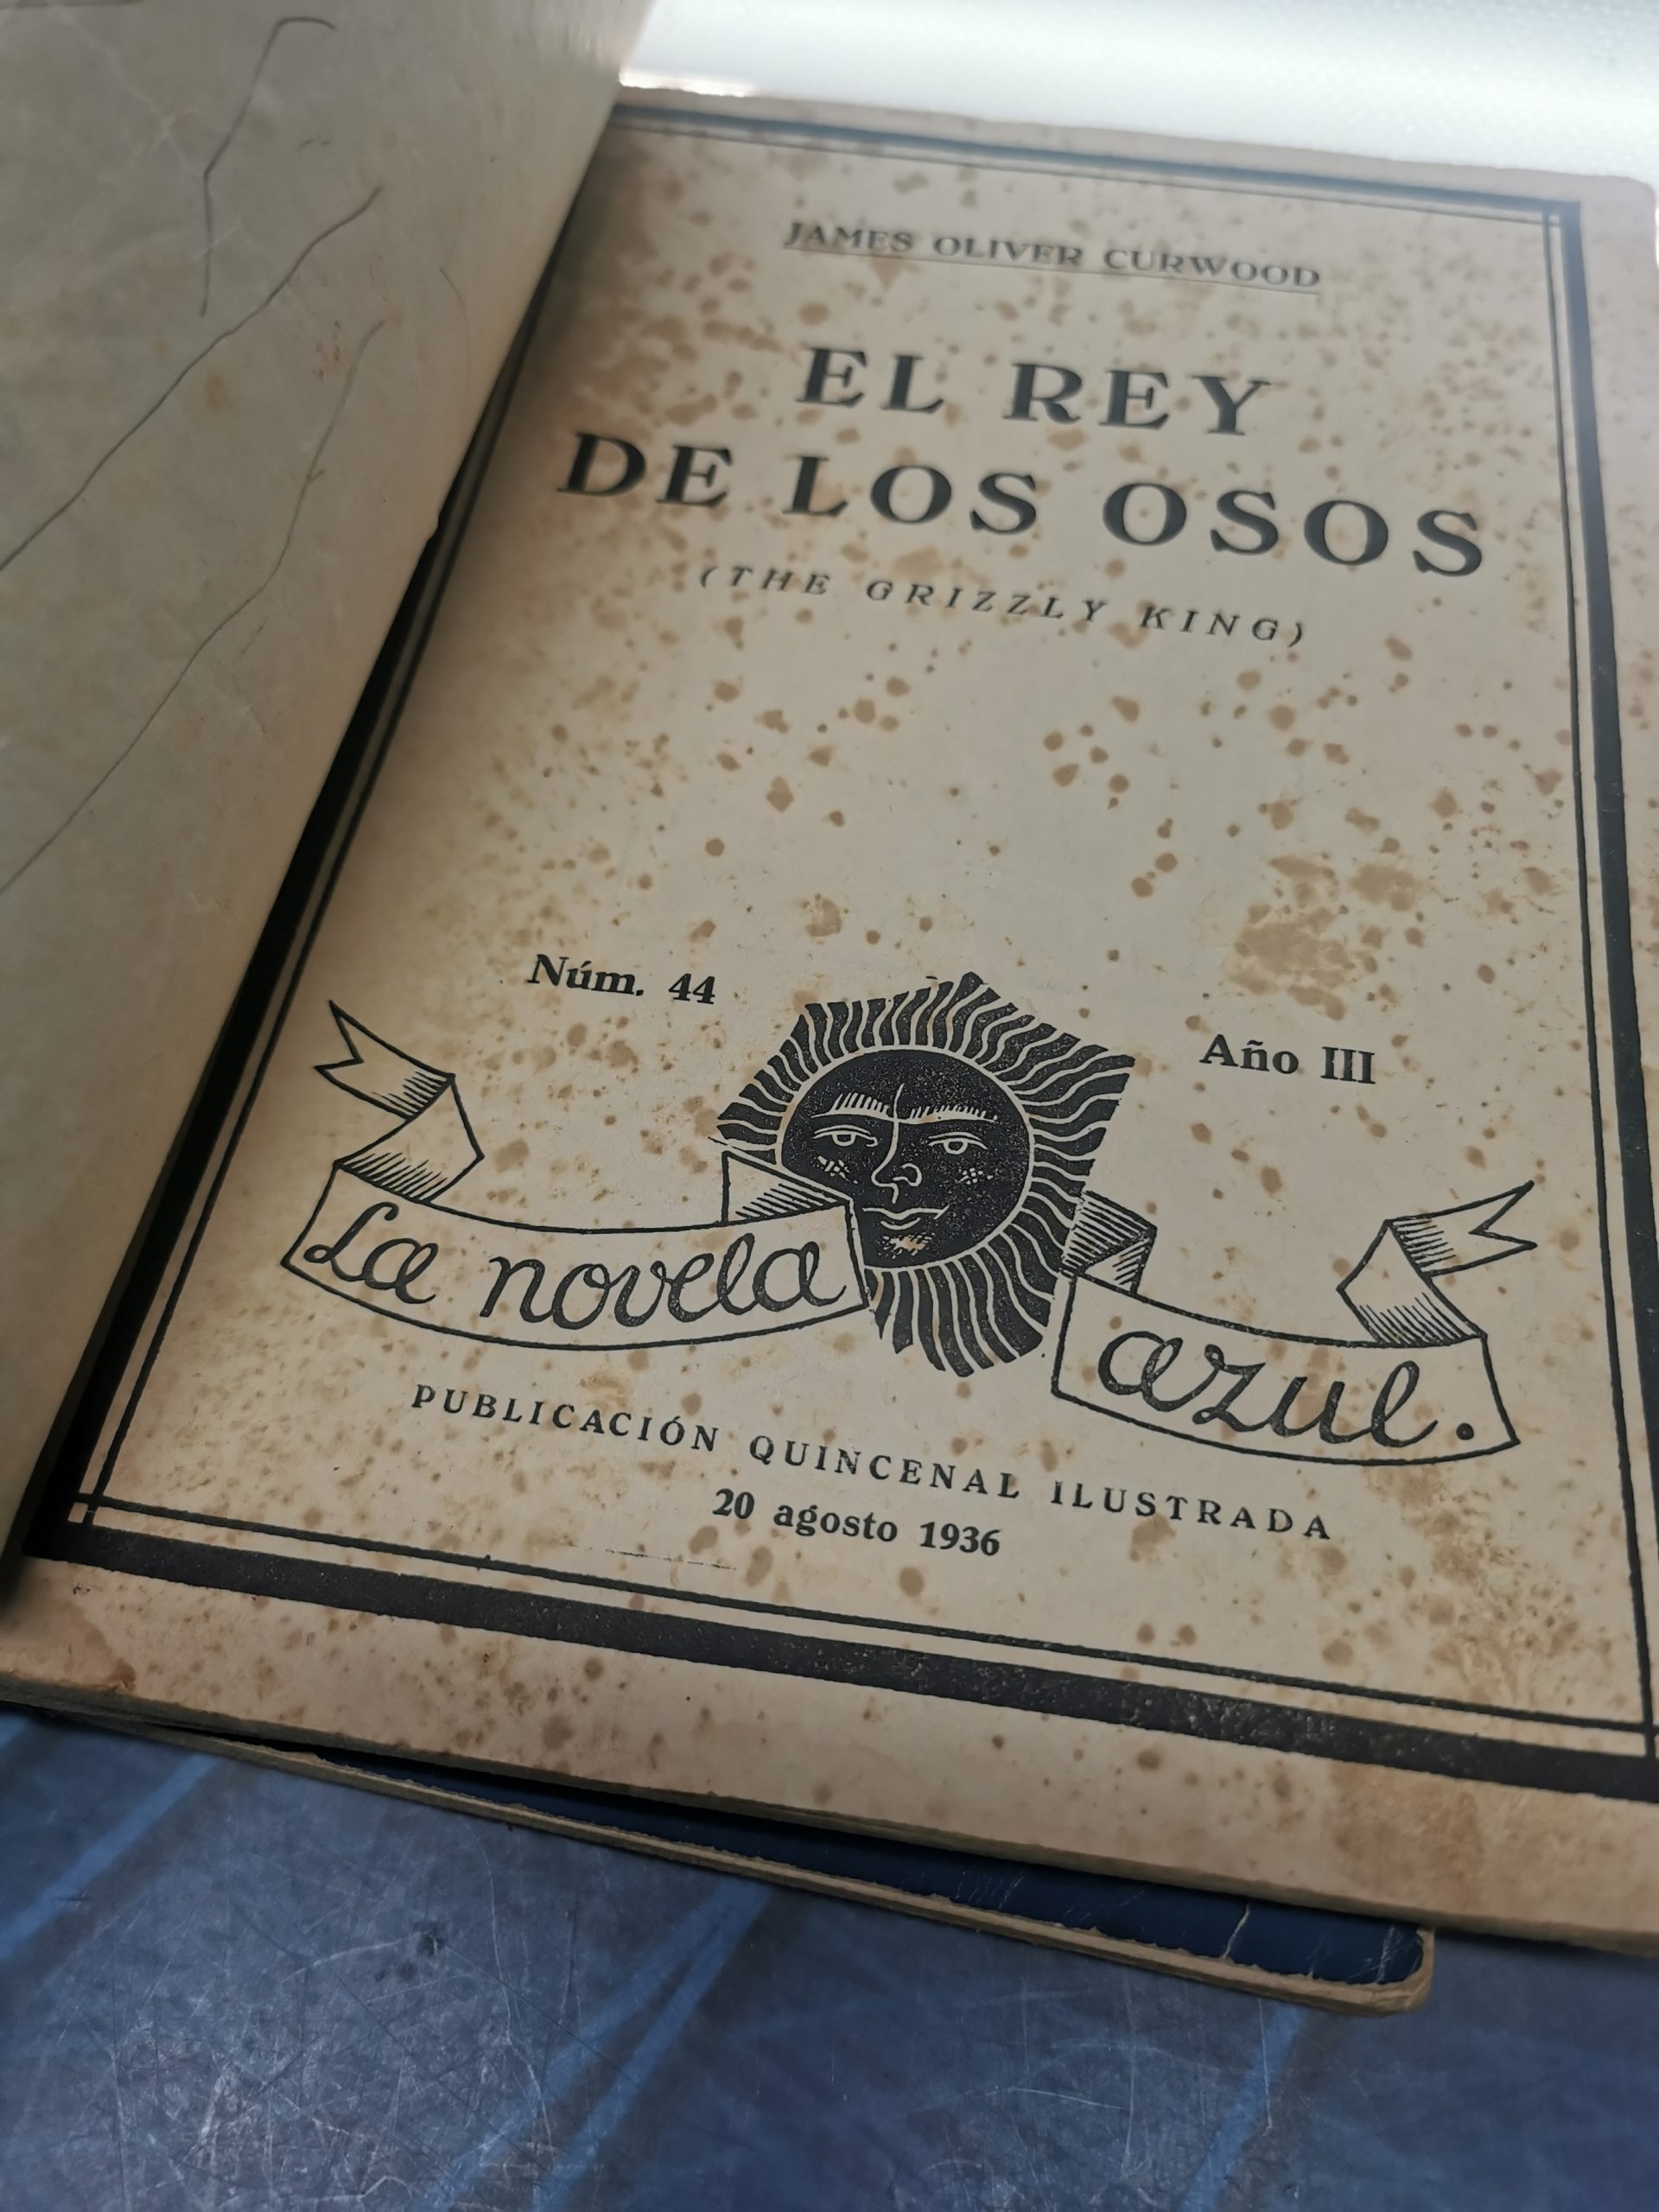 JAMES OLIVER CURWOOD
EL REY
DE LOS OSOS
(THE GRIZZLY KING)
Núm. 44
Año III
La novela
azul.
PUBLICACIÓN QUINCENAL ILUSTRADA
20 agosto 1936